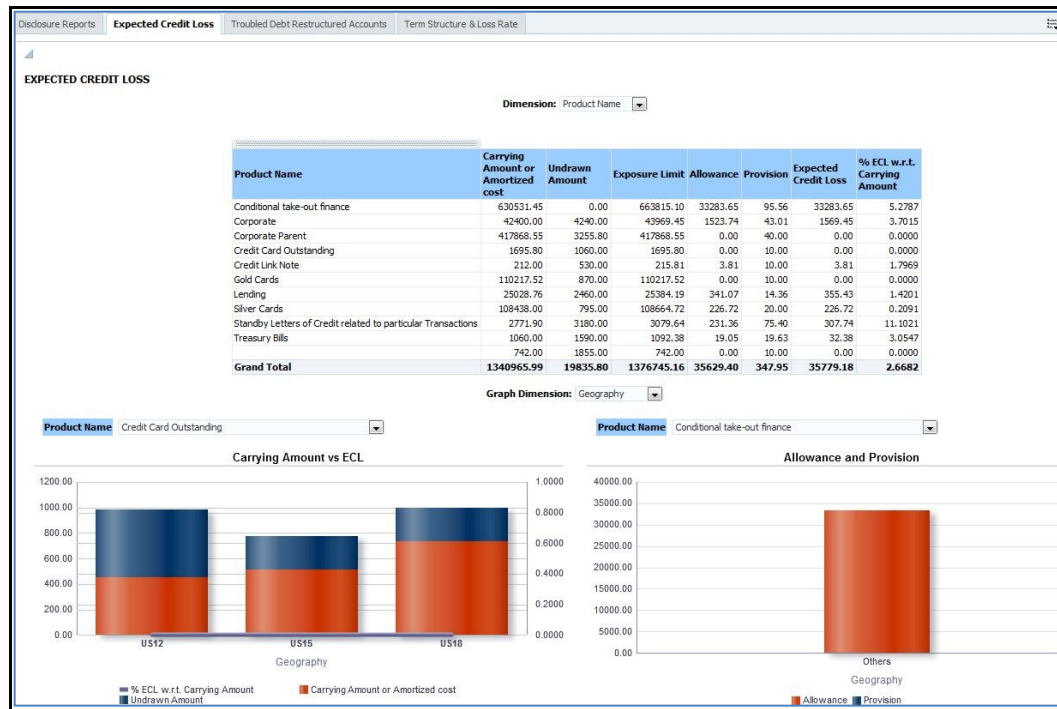 Disclosure Reports Expected Credit Loss Troubled Debt Restructured Accounts Term Structure & Loss Rate
EXPECTED CREDIT LOSS
Dimension: Product Name
Product Name Carrying Amount or Amortized cost Undrawn Amount Exposure Limit Allowance Provision Expected Credit Loss % ECL w.r.t. Carrying Amount
Conditional take-out finance 630531.45 0.00 663815.10 33283.65 95.56 33283.65 5.2787
Corporate 42400.00 4240.00 43969.45 1523.74 43.01 1569.45 3.7015
Corporate Parent 417868.55 3255.80 417868.55 0.00 40.00 0.00 0.0000
Credit Card Outstanding 1695.80 1060.00 1695.80 0.00 10.00 0.00 0.0000
Credit Link Note 212.00 530.00 215.81 3.81 10.00 3.81 1.7969
Gold Cards 110217.52 870.00 110217.52 0.00 10.00 0.00 0.0000
Lending 25028.76 2460.00 25384.19 341.07 14.36 355.43 1.4201
Silver Cards 108438.00 795.00 108664.72 226.72 20.00 226.72 0.2091
Standby Letters of Credit related to particular Transactions 2771.90 3180.00 3079.64 231.36 75.40 307.74 11.1021
Treasury Bills 1060.00 1590.00 1092.38 19.05 19.63 32.38 3.0547
742.00 1855.00 742.00 0.00 10.00 0.00 0.0000
Grand Total 1340965.99 19835.80 1376745.16 35629.40 347.95 35779.18 2.6682
Graph Dimension: Geography
Product Name Credit Card Outstanding
Carrying Amount vs ECL
1200.00 1.0000
1000.00 0.8000
800.00 0.6000
600.00 0.4000
400.00 0.2000
200.00 0.0000
0.00
US12 US15 US18
Geography
% ECL w.r.t. Carrying Amount Carrying Amount or Amortized cost
Undrawn Amount
Product Name Conditional take-out finance
Allowance and Provision
40000.00
35000.00
30000.00
25000.00
20000.00
15000.00
10000.00
5000.00
0.00
Others
Geography
Allowance Provision